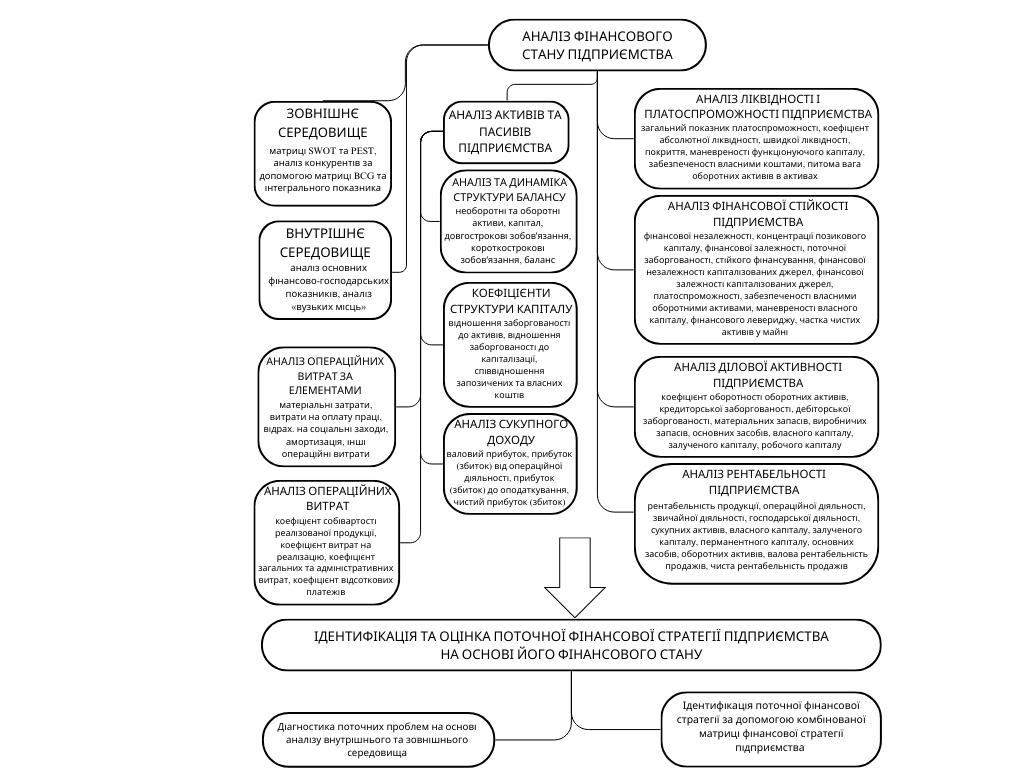 АНАЛІЗ ФІНАНСОВОГО
СТАНУ ПІДПРИЄМСТВА
ЗОВНІШНЄ
СЕРЕДОВИЩЕ
матриці SWOT та PEST,
аналіз конкурентів за
допомогою матриці BCG та
інтегрального показника
ВНУТРІШНЄ
СЕРЕДОВИЩЕ
аналіз основних
фінансово-господарських
показників, аналіз
«вузьких місць»
АНАЛІЗ ОПЕРАЦІЙНИХ
ВИТРАТ ЗА
ЕЛЕМЕНТАМИ
матеріальні затрати,
витрати на оплату праці,
відрах. на соціальні заходи,
амортизація, інші
операційні витрати
АНАЛІЗ ОПЕРАЦІЙНИХ
ВИТРАТ
коефіцієнт собівартості
реалізованої продукції,
коефіцієнт витрат на
реалізацію, коефіцієнт
загальних та адміністративних
витрат, коефіцієнт відсоткових
платежів
АНАЛІЗ АКТИВІВ ТА
ПАСИВІВ
ПІДПРИЄМСТВА
АНАЛІЗ ТА ДИНАМІКА
СТРУКТУРИ БАЛАНСУ
необоротні та оборотні
активи, капітал,
довгострокові зобов'язання,
короткострокові
зобов'язання, баланс
КОЕФІЦІЄНТИ
СТРУКТУРИ КАПІТАЛУ
відношення заборгованості
до активів, відношення
заборгованості до
капіталізації,
співвідношення
запозичених та власних
коштів
АНАЛІЗ СУКУПНОГО
ДОХОДУ
валовий прибуток, прибуток
(збиток) від операційної
діяльності, прибуток
(збиток) до оподаткування,
чистий прибуток (збиток)
АНАЛІЗ ЛІКВІДНОСТІ І
ПЛАТОСПРОМОЖНОСТІ ПІДПРИЄМСТВА
загальний показник платоспроможності, коефіцієнт
абсолютної ліквідності, швидкої ліквідності,
покриття, маневреності функціонуючого капіталу,
забезпеченості власними коштами, питома вага
оборотних активів в активах
АНАЛІЗ ФІНАНСОВОЇ СТІЙКОСТІ
ПІДПРИЄМСТВА
фінансової незалежності, концентрації позикового
капіталу, фінансової залежності, поточної
заборгованості, стійкого фінансування, фінансової
незалежності капіталізованих джерел, фінансової
залежності капіталізованих джерел,
платоспроможності, забезпеченості власними
оборотними активами, маневреності власного
капіталу, фінансового левериджу, частка чистих
активів у майні
АНАЛІЗ ДІЛОВОЇ АКТИВНОСТІ
ПІДПРИЄМСТВА
коефіцієнт оборотності оборотних активів,
кредиторської заборгованості, дебіторської
заборгованості, матеріальних запасів, виробничих
запасів, основних засобів, власного капіталу,
залученого капіталу, робочого капіталу
АНАЛІЗ РЕНТАБЕЛЬНОСТІ
ПІДПРИЄМСТВА
рентабельність продукції, операційної діяльності,
звичайної діяльності, господарської діяльності,
сукупних активів, власного капіталу, залученого
капіталу, перманентного капіталу, основних
засобів, оборотних активів, валова рентабельність
продажів, чиста рентабельність продажів
ІДЕНТИФІКАЦІЯ ТА ОЦІНКА ПОТОЧНОЇ ФІНАНСОВОЇ СТРАТЕГІЇ ПІДПРИЄМСТВА
НА ОСНОВІ ЙОГО ФІНАНСОВОГО СТАНУ
Діагностика поточних проблем на основі
аналізу внутрішнього та зовнішнього
середовища
Ідентифікація поточної фінансової
стратегії за допомогою комбінованої
матриці фінансової стратегії
підприємства